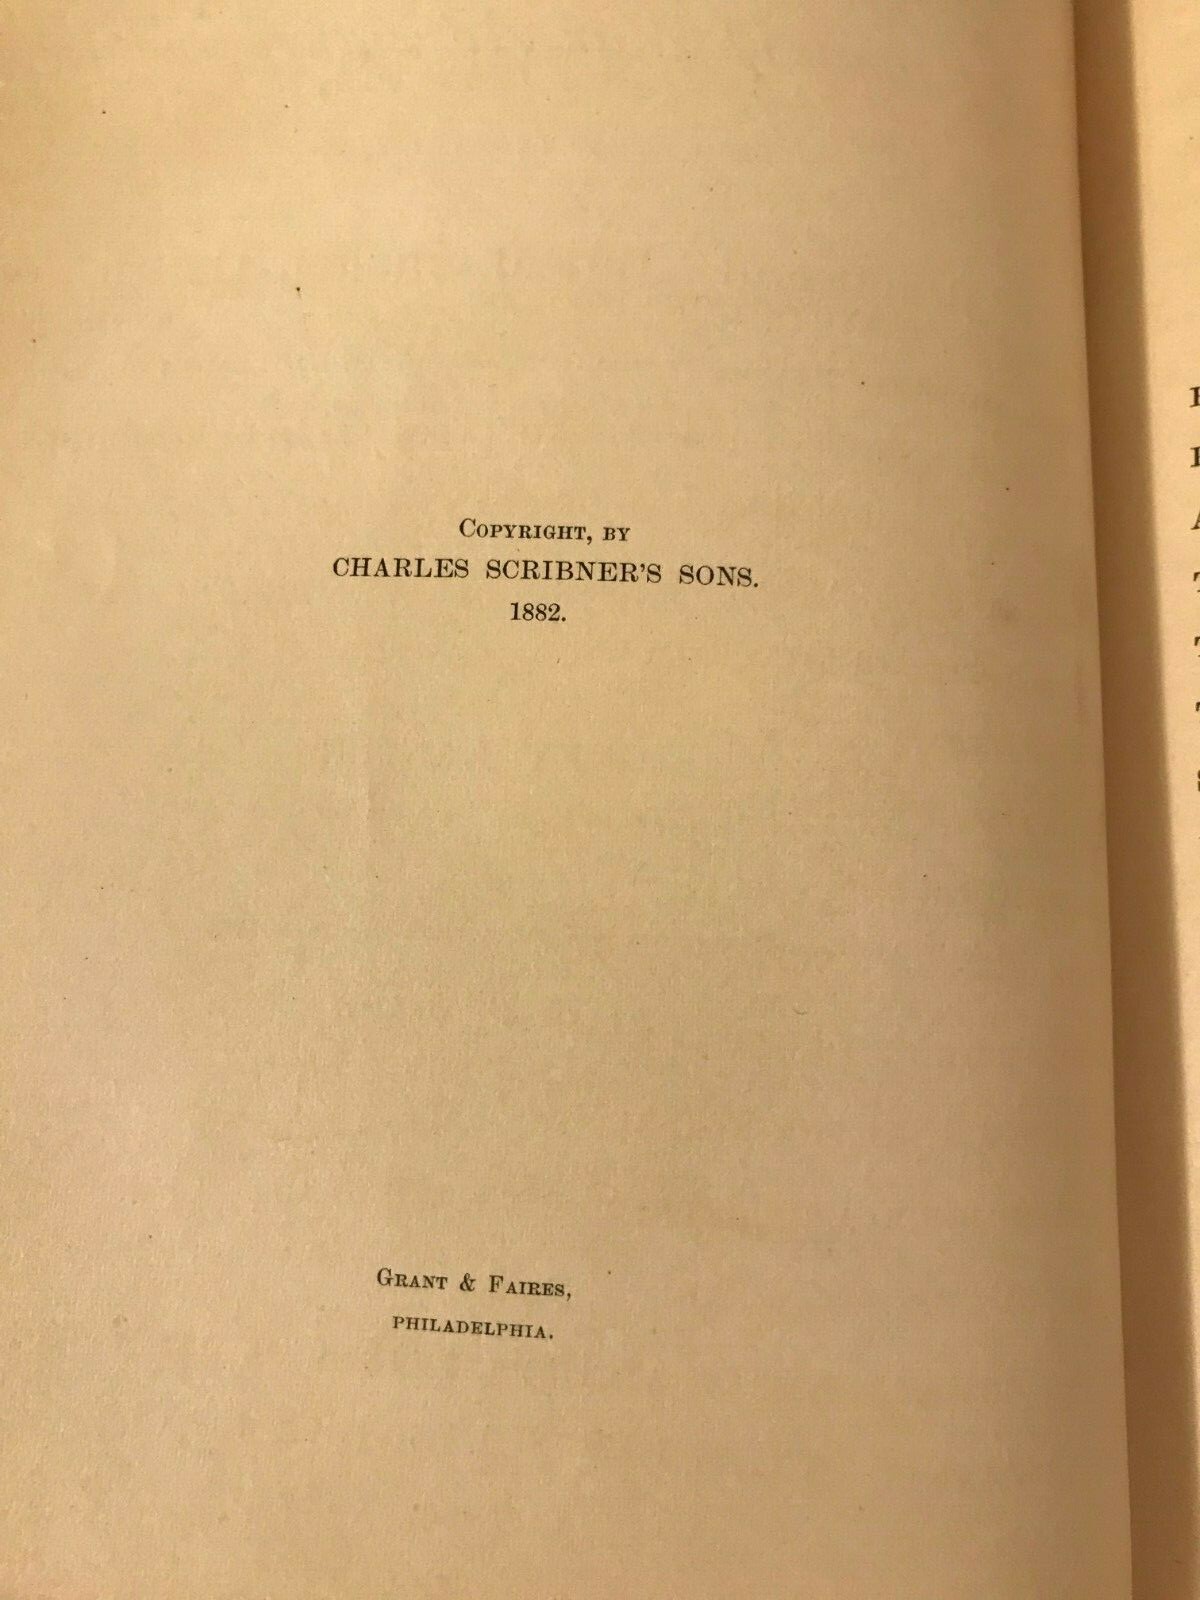 Copyright, by
CHARLES SCRIBNER'S SONS.
1882.
Grant & Faires,
PHILADELPHIA.